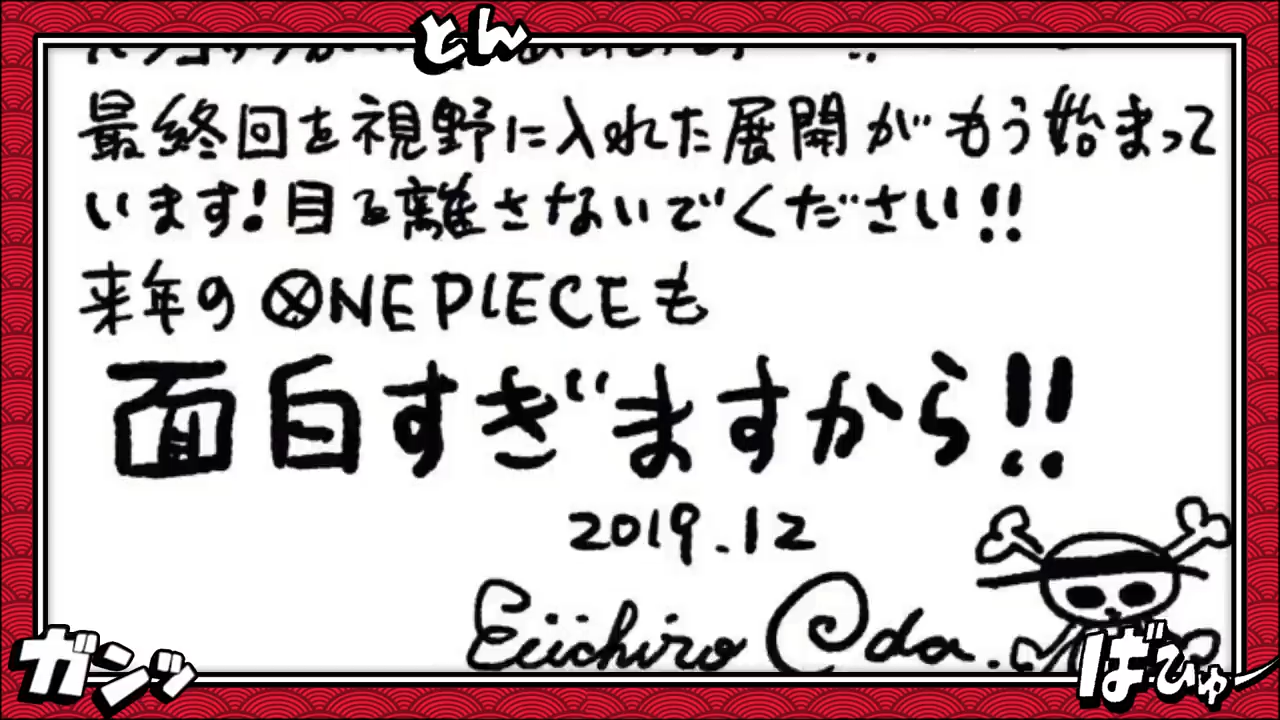 とん
最終回を視野に入れた展開がもう始まって
います!目を離さないでください!!
来年のONE PIECEも
面白すぎますから!!
2019.12
Eiichiro Oda.
ガンッ
ばひゅ